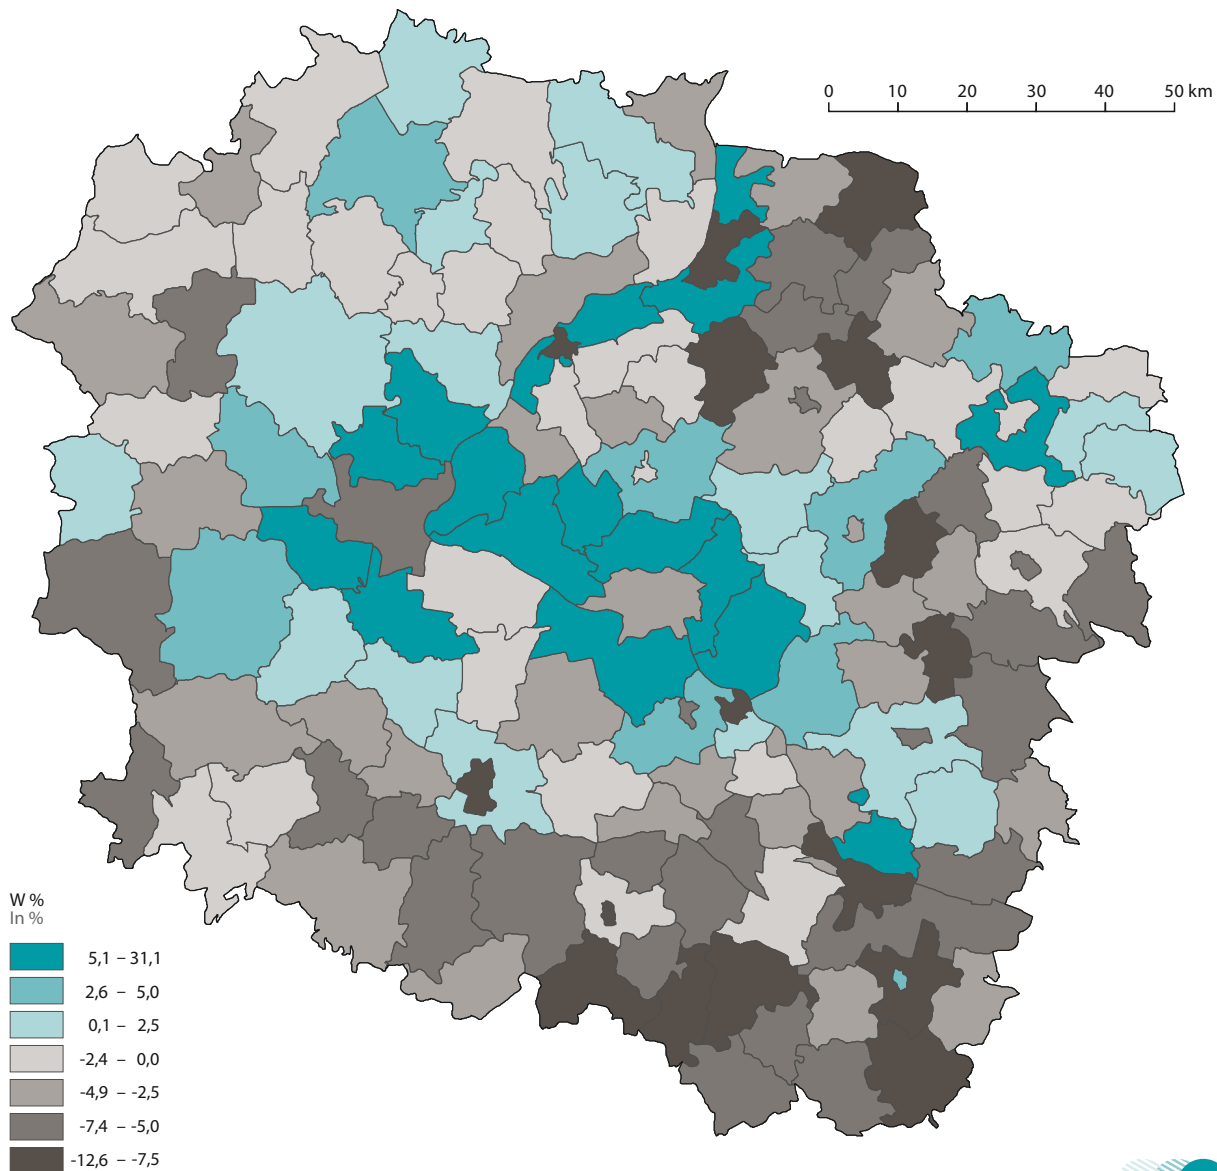 0 10 20 30 40 50 km
W %
In %
5,1 – 31,1
2,6 – 5,0
0,1 – 2,5
-2,4 – 0,0
-4,9 – -2,5
-7,4 – -5,0
-12,6 – -7,5